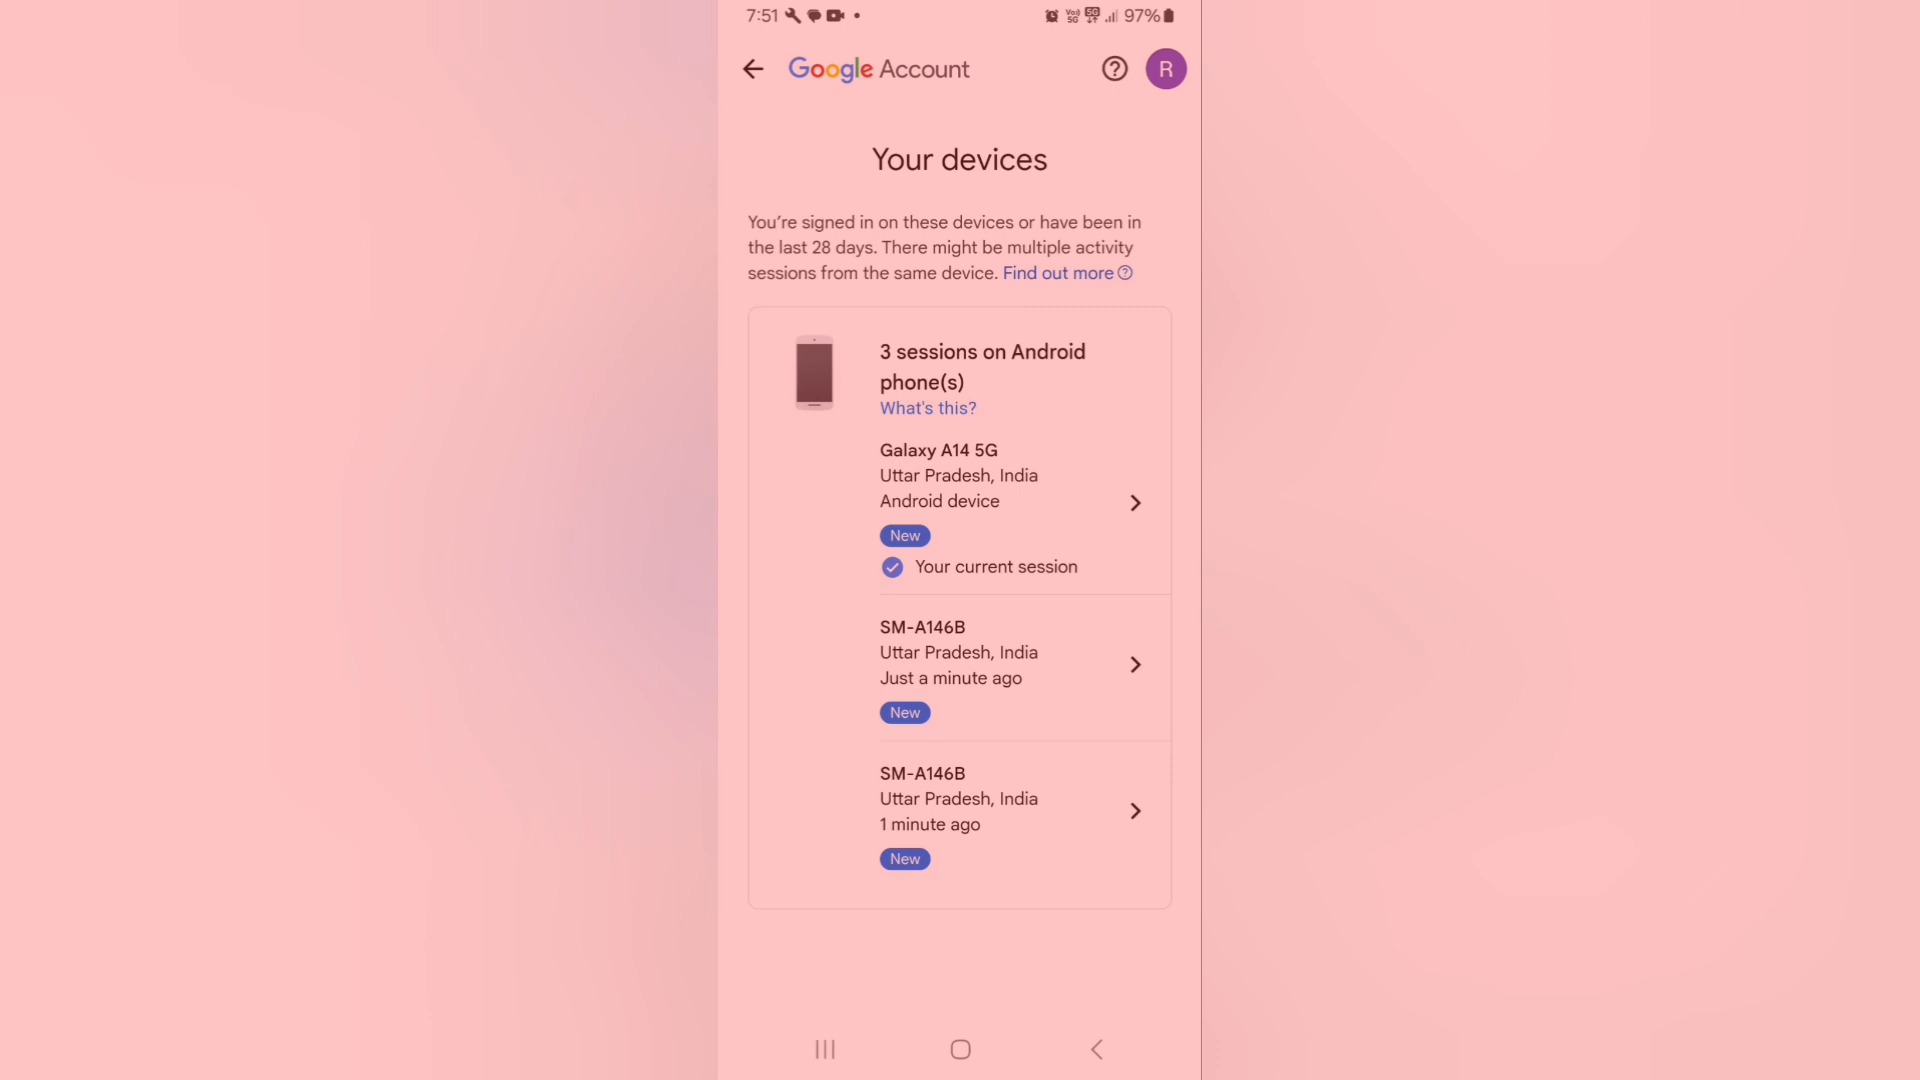 7:51 97%
Google Account R
Your devices
You're signed in on these devices or have been in
the last 28 days. There might be multiple activity
sessions from the same device. Find out more
3 sessions on Android
phone(s)
What's this?
Galaxy A14 5G
Uttar Pradesh, India
Android device
New
Your current session
SM-A146B
Uttar Pradesh, India
Just a minute ago
New
SM-A146B
Uttar Pradesh, India
1 minute ago
New